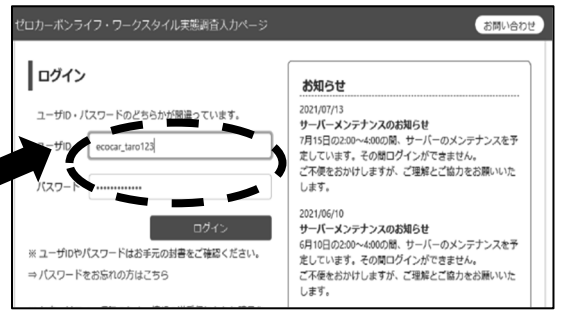 ゼロカーボンライフ・ワークスタイル実態調査入力ページ
お問い合わせ
ログイン
ユーザID・パスワードのどちらかが間違っています。
ユーザID
ecocar_taro123
パスワード
•••••••••••••
ログイン
※ ユーザIDやパスワードはお手元の封書をご確認ください。
⇒ パスワードをお忘れの方はこちら
お知らせ
2021/07/13
サーバーメンテナンスのお知らせ
7月15日の2:00~4:00の間、サーバーのメンテナンスを予
定しています。その間ログインができません。
ご不便をおかけしますが、ご理解とご協力をお願いいた
します。
2021/06/10
サーバーメンテナンスのお知らせ
6月10日の2:00~4:00の間、サーバーのメンテナンスを予
定しています。その間ログインができません。
ご不便をおかけしますが、ご理解とご協力をお願いいた
します。